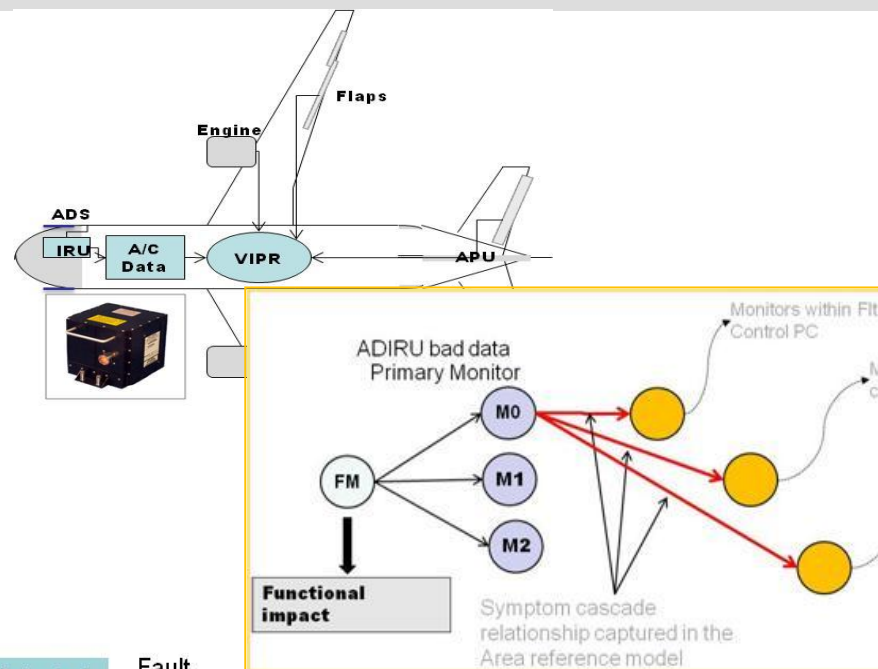 Flaps
Engine
ADS
IRU
A/C
Data
VIPR
APU
Monitors within Flt
Control PC
ADIRU bad data
Primary Monitor
M0
M1
FM
M2
Functional
impact
Symptom cascade
relationship captured in the
Area reference model
Fault